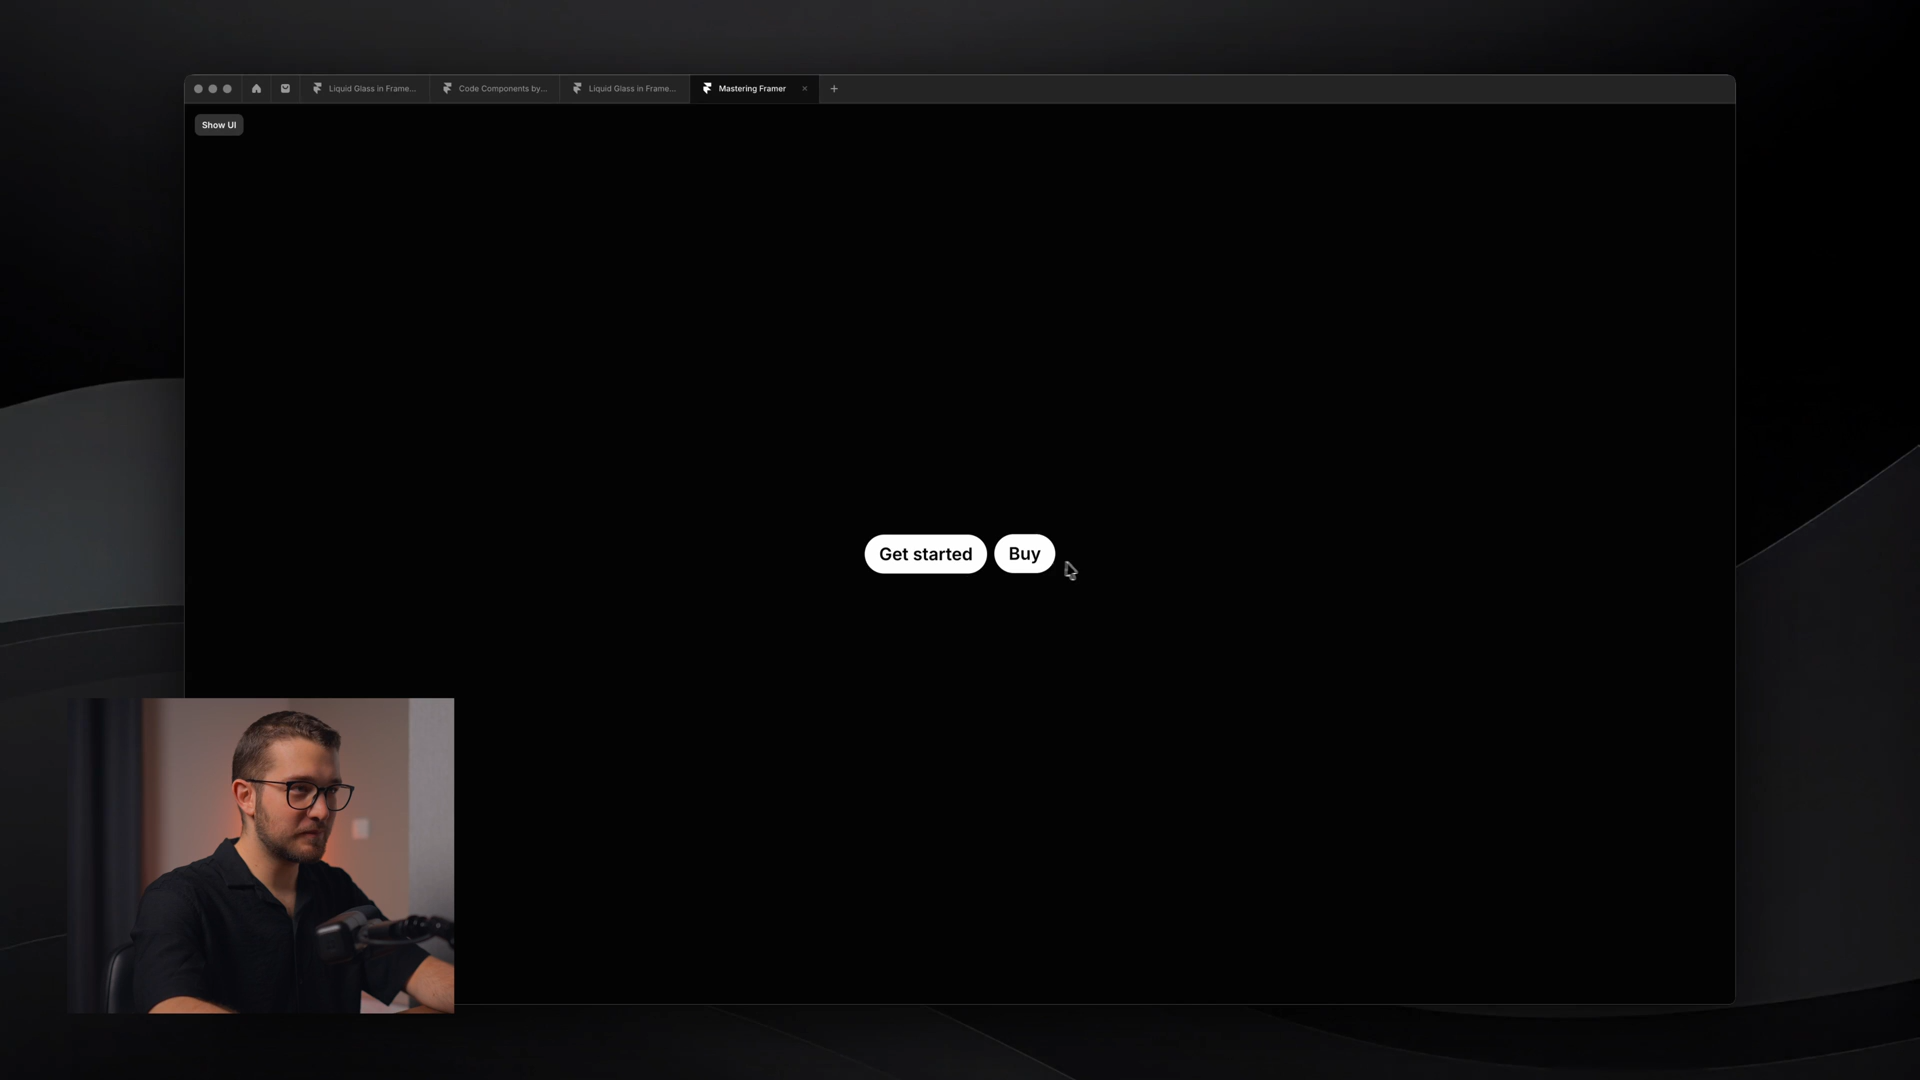 Liquid Glass in Frame...
Code Components by...
Liquid Glass in Frame...
Mastering Framer
Show UI
Get started
Buy